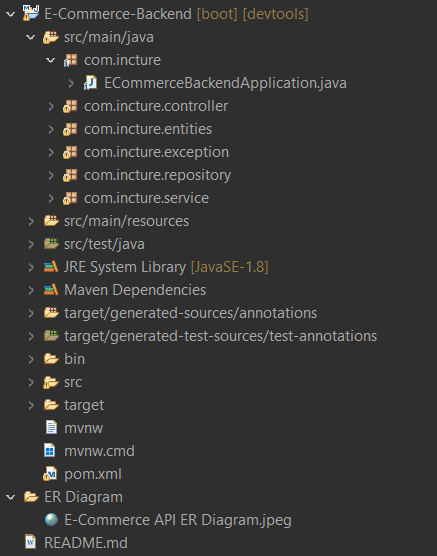 E-Commerce-Backend [boot] [devtools]
src/main/java
com.incture
ECommerceBackendApplication.java
com.incture.controller
com.incture.entities
com.incture.exception
com.incture.repository
com.incture.service
src/main/resources
src/test/java
JRE System Library [JavaSE-1.8]
Maven Dependencies
target/generated-sources/annotations
target/generated-test-sources/test-annotations
bin
src
target
mvnw
mvnw.cmd
pom.xml
ER Diagram
E-Commerce API ER Diagram.jpeg
README.md